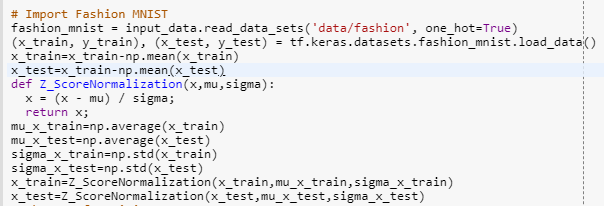 # Import Fashion MNIST
fashion_mnist = input_data.read_data_sets('data/fashion', one_hot=True)
(x_train, y_train), (x_test, y_test) = tf.keras.datasets.fashion_mnist.load_data()
x_train=x_train-np.mean(x_train)
x_test=x_train-np.mean(x_test)
def Z_ScoreNormalization(x,mu,sigma):
  x = (x - mu) / sigma;
  return x;
mu_x_train=np.average(x_train)
mu_x_test=np.average(x_test)
sigma_x_train=np.std(x_train)
sigma_x_test=np.std(x_test)
x_train=Z_ScoreNormalization(x_train,mu_x_train,sigma_x_train)
x_test=Z_ScoreNormalization(x_test,mu_x_test,sigma_x_test)